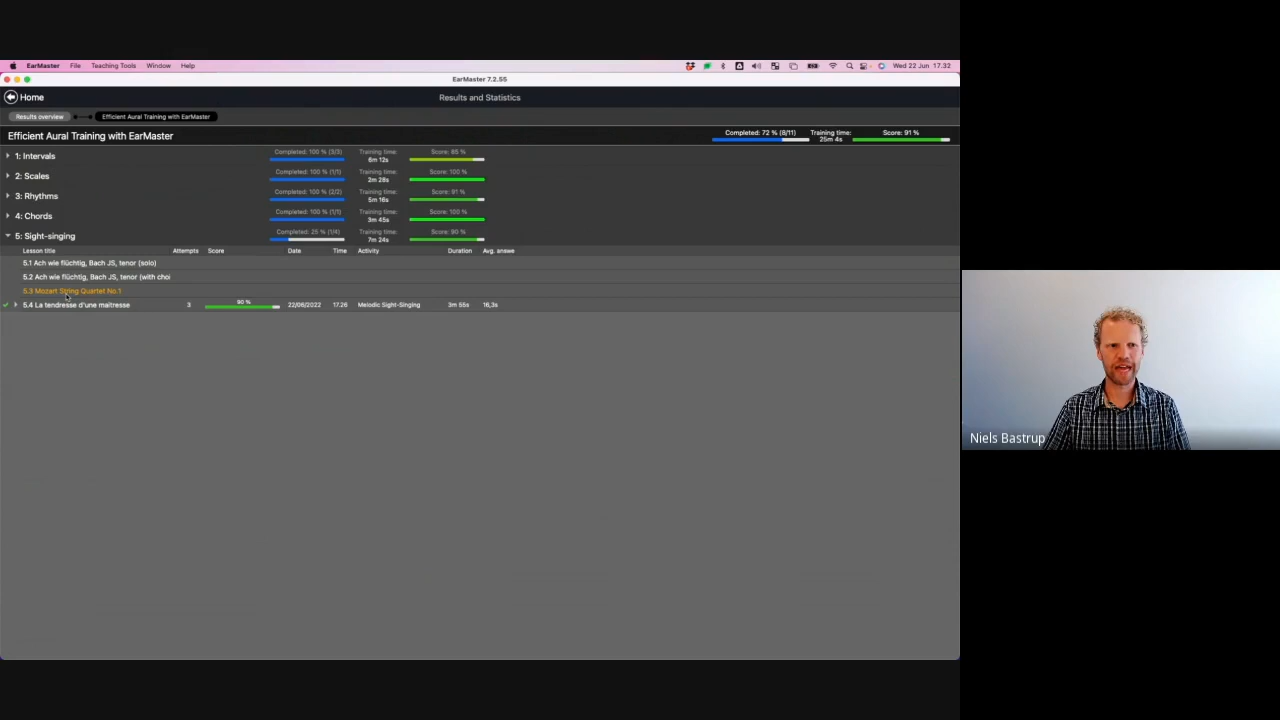 EarMaster File Teaching Tools Window Help Wed 22 Jun 17.32
EarMaster 7.2.55
Home Results and Statistics
Results overview Efficient Aural Training with EarMaster
Efficient Aural Training with EarMaster Completed: 72 % (8/11) Training time: 25m 4s Score: 91 %
1: Intervals Completed: 100 % (3/3) Training time: 6m 12s Score: 85 %
2: Scales Completed: 100 % (1/1) Training time: 2m 28s Score: 100 %
3: Rhythms Completed: 100 % (2/2) Training time: 5m 16s Score: 91 %
4: Chords Completed: 100 % (1/1) Training time: 3m 45s Score: 100 %
5: Sight-singing Completed: 25 % (1/4) Training time: 7m 24s Score: 90 %
Lesson title Attempts Score Date Time Activity Duration Avg. answe
5.1 Ach wie flüchtig, Bach JS, tenor (solo)
5.2 Ach wie flüchtig, Bach JS, tenor (with choi
5.3 Mozart String Quartet No.1
5.4 La tendresse d'une maitresse 3 90 % 22/06/2022 17.26 Melodic Sight-Singing 3m 55s 16,3s
Niels Bastrup